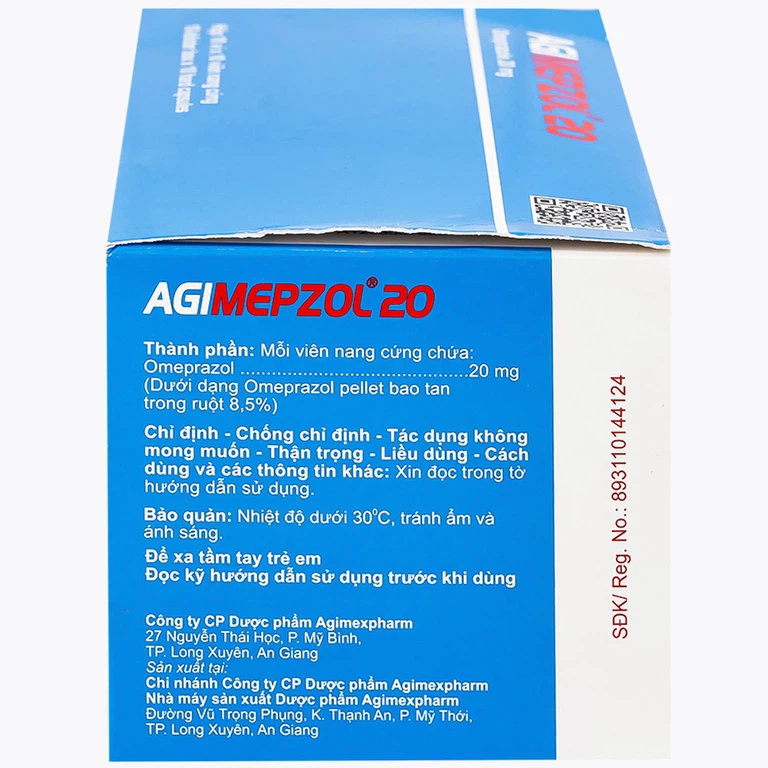 AGIMEPZOL 20
Omeprazole 20 mg
AGIMEPZOL® 20
Thành phần: Mỗi viên nang cứng chứa:
Omeprazol ............................................20 mg
(Dưới dạng Omeprazol pellet bao tan
trong ruột 8,5%)
Chỉ định - Chống chỉ định - Tác dụng không
mong muốn - Thận trọng - Liều dùng - Cách
dùng và các thông tin khác: Xin đọc trong tờ
hướng dẫn sử dụng.
Bảo quản: Nhiệt độ dưới 30⁰C, tránh ẩm và
ánh sáng.
Để xa tầm tay trẻ em
Đọc kỹ hướng dẫn sử dụng trước khi dùng
Công ty CP Dược phẩm Agimexpharm
27 Nguyễn Thái Học, P. Mỹ Bình,
TP. Long Xuyên, An Giang
Sản xuất tại:
Chi nhánh Công ty CP Dược phẩm Agimexpharm
Nhà máy sản xuất Dược phẩm Agimexpharm
Đường Vũ Trọng Phụng, K. Thạnh An, P. Mỹ Thới,
TP. Long Xuyên, An Giang
SĐK/ Reg. No.: 893110144124